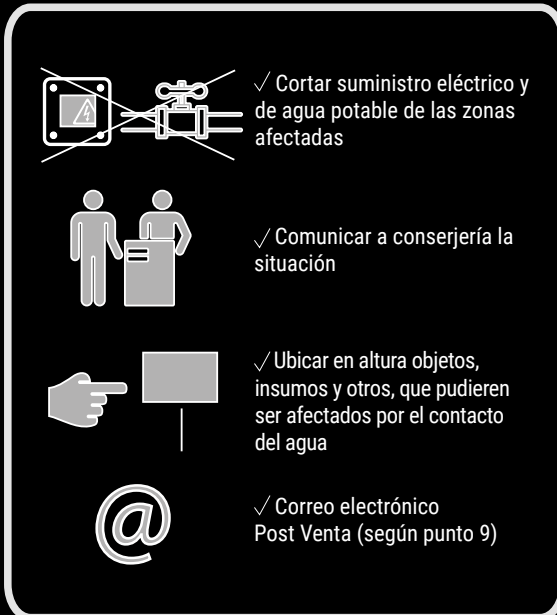 ✓ Cortar suministro eléctrico y
de agua potable de las zonas
afectadas
✓ Comunicar a conserjería la
situación
✓ Ubicar en altura objetos,
insumos y otros, que pudieren
ser afectados por el contacto
del agua
@
✓ Correo electrónico
Post Venta (según punto 9)